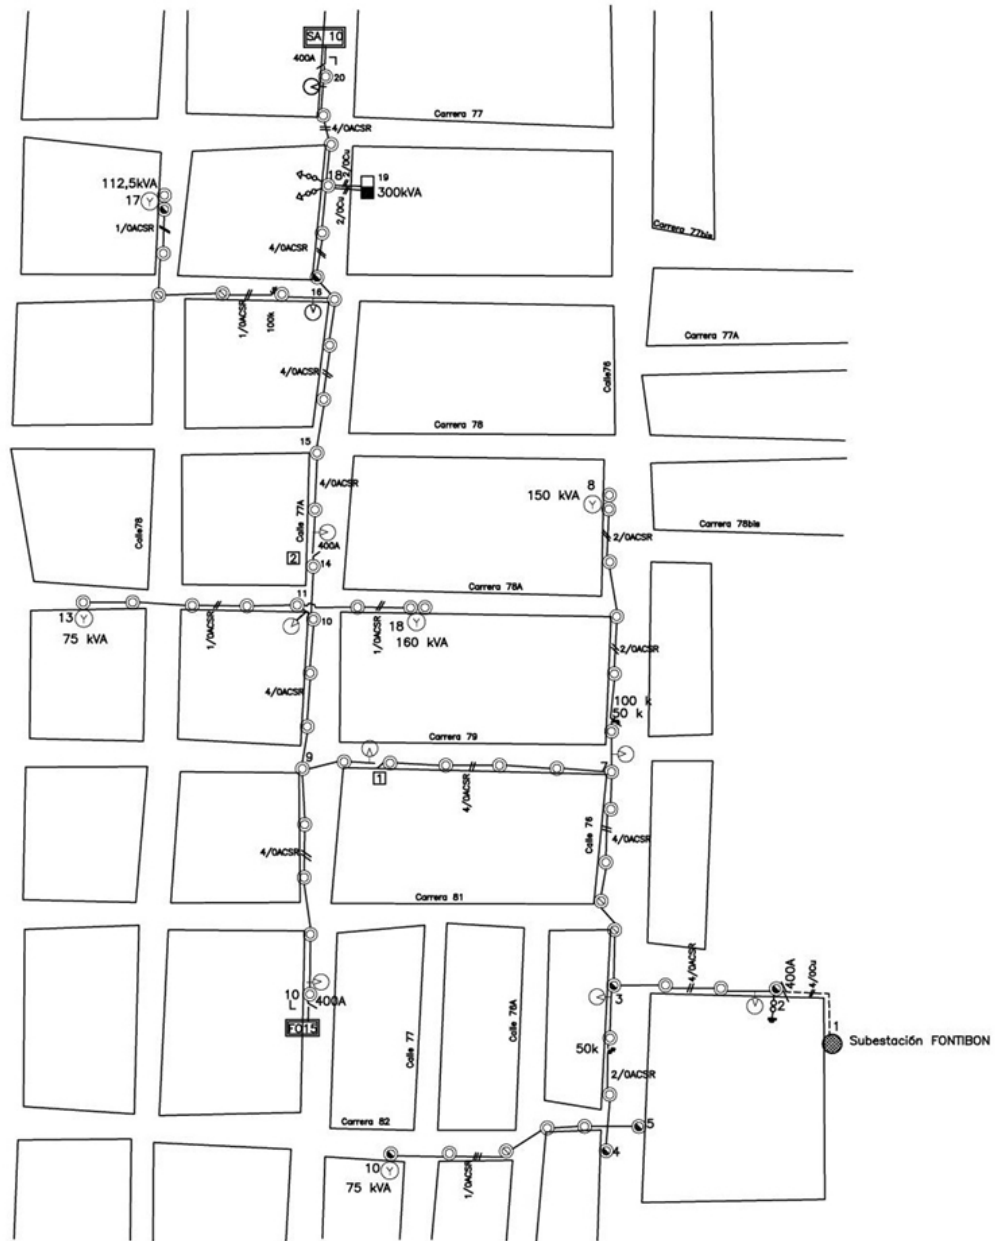 SA 10
400A
20
Carrera 77
4/0ACSR
112,5kVA
17
Y
1/0ACSR
18
2/0Cu
19
300kVA
2/0Cu
Carrera 77bis
4/0ACSR
16
1/0ACSR
100k
Carrera 77A
4/0ACSR
Calle76
Carrera 78
15
4/0ACSR
8
150 kVA
Y
Calle78
Calle 77A
2/0ACSR
Carrera 78bis
400A
2
14
Carrera 78A
11
13
Y
75 kVA
1/0ACSR
10
1/0ACSR
18
Y
160 kVA
2/0ACSR
4/0ACSR
100 k
50 k
Carrera 79
9
1
4/0ACSR
7
Calle 76
4/0ACSR
4/0ACSR
Carrera 81
4/0ACSR
400A
4/0Cu
10
L
400A
FO15
Calle 77
Calle 76A
3
2
1
Subestación FONTIBON
50k
2/0ACSR
Carrera 82
5
4
10
Y
75 kVA
1/0ACSR